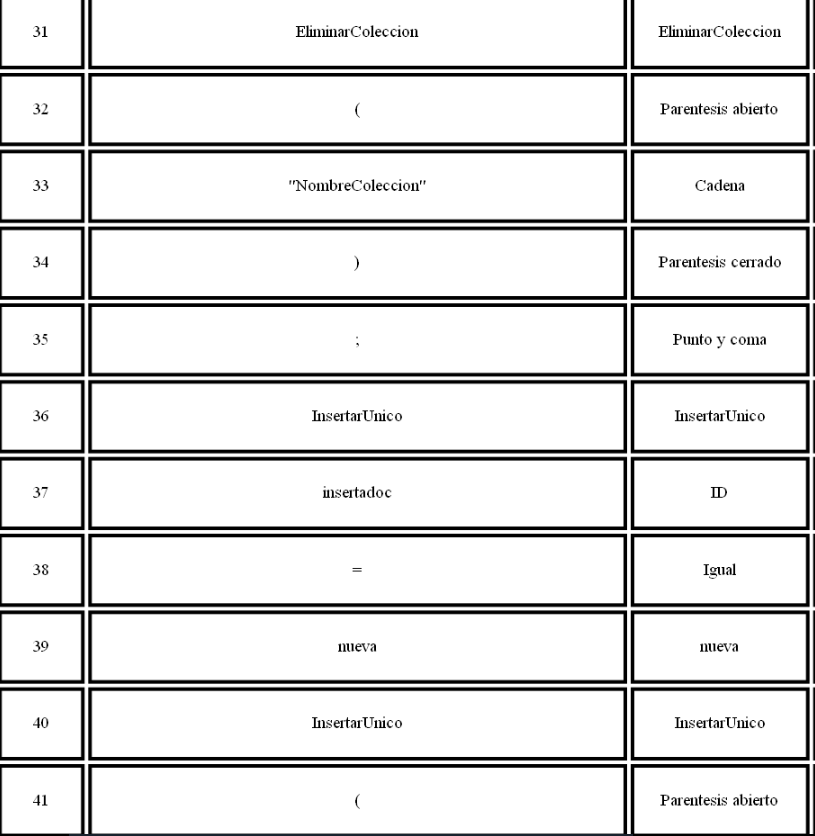 31 EliminarColeccion EliminarColeccion
32 ( Parentesis abierto
33 "NombreColeccion" Cadena
34 ) Parentesis cerrado
35 ; Punto y coma
36 InsertarUnico InsertarUnico
37 insertadoc ID
38 = Igual
39 nueva nueva
40 InsertarUnico InsertarUnico
41 ( Parentesis abierto